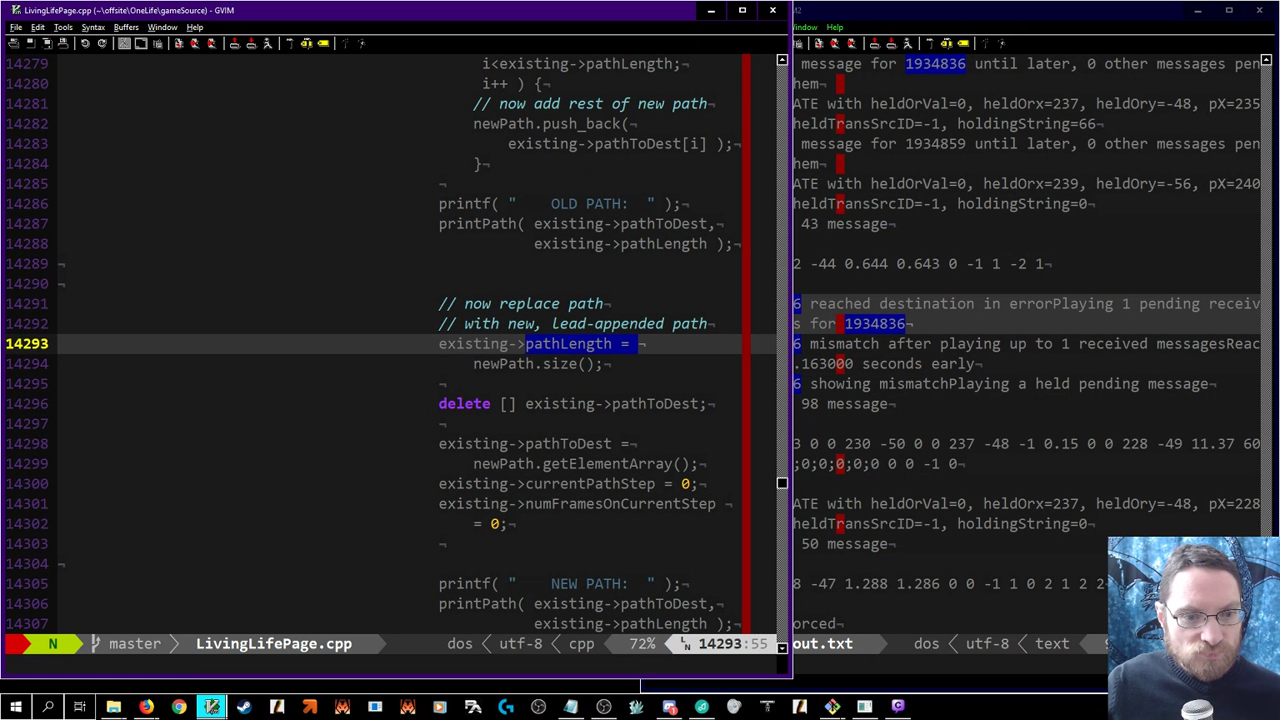 LivingLifePage.cpp (~\offsite\OneLife\gameSource) - GVIM
File Edit Tools Syntax Buffers Window Help
14279 i<existing->pathLength;¬
14280 i++ ) {¬
14281 // now add rest of new path¬
14282 newPath.push_back(¬
14283 existing->pathToDest[i] );¬
14284 }¬
¬
14285
14286 printf( " OLD PATH: " );¬
14287 printPath( existing->pathToDest,¬
14288 existing->pathLength );¬
14289 ¬
14290 ¬
14291 // now replace path¬
14292 // with new, lead-appended path¬
14293 existing->pathLength = ¬
14294 newPath.size();¬
14295 ¬
14296 delete [] existing->pathToDest;¬
14297 ¬
14298 existing->pathToDest =¬
14299 newPath.getElementArray();¬
14300 existing->currentPathStep = 0;¬
14301 existing->numFramesOnCurrentStep ¬
14302 = 0;¬
14303 ¬
14304 ¬
14305 printf( " NEW PATH: " );¬
14306 printPath( existing->pathToDest,¬
14307 existing->pathLength );¬
N master LivingLifePage.cpp dos utf-8 cpp 72% 14293:55
Window Help
message for 1934836 until later, 0 other messages pen
hem
ATE with heldOrVal=0, heldOrx=237, heldOry=-48, pX=235
heldTransSrcID=-1, holdingString=66¬
message for 1934859 until later, 0 other messages pen
hem
ATE with heldOrVal=0, heldOrx=239, heldOry=-56, pX=240
heldTransSrcID=-1, holdingString=0¬
43 message¬
2 -44 0.644 0.643 0 -1 1 -2 1¬
6 reached destination in errorPlaying 1 pending receiv
s for 1934836¬
6 mismatch after playing up to 1 received messagesReac
.163000 seconds early¬
6 showing mismatchPlaying a held pending message¬
98 message¬
3 0 0 230 -50 0 0 237 -48 -1 0.15 0 0 228 -49 11.37 60
;0;0;0;0;0 0 0 -1 0¬
ATE with heldOrVal=0, heldOrx=237, heldOry=-48, pX=228
heldTransSrcID=-1, holdingString=0¬
50 message¬
-47 1.288 1.286 0 0 -1 1 0 2 1 2
orced
out.txt dos utf-8 text